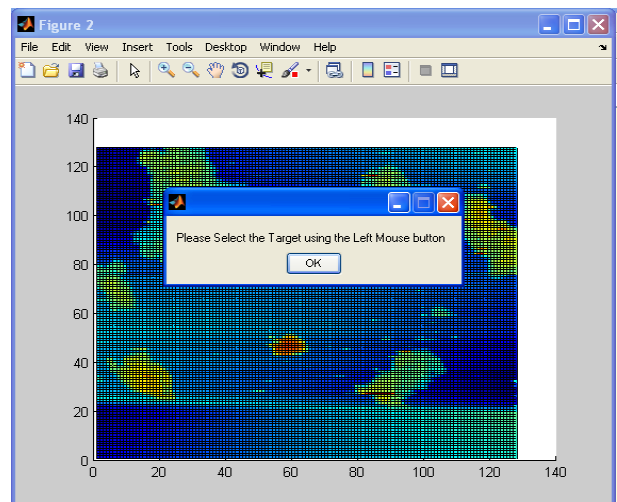 Figure 2
File Edit View Insert Tools Desktop Window Help
140
120
100
80
60
40
20
0
Please Select the Target using the Left Mouse button
OK
0 20 40 60 80 100 120 140